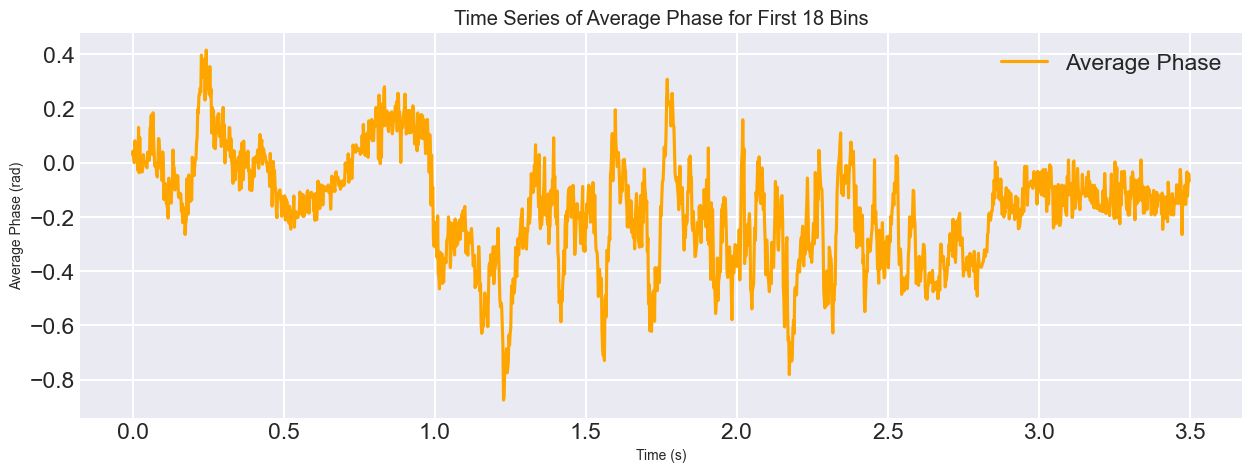 Time Series of Average Phase for First 18 Bins
Average Phase
0.4
0.2
0.0
−0.2
−0.4
−0.6
−0.8
Average Phase (rad)
0.0 0.5 1.0 1.5 2.0 2.5 3.0 3.5
Time (s)